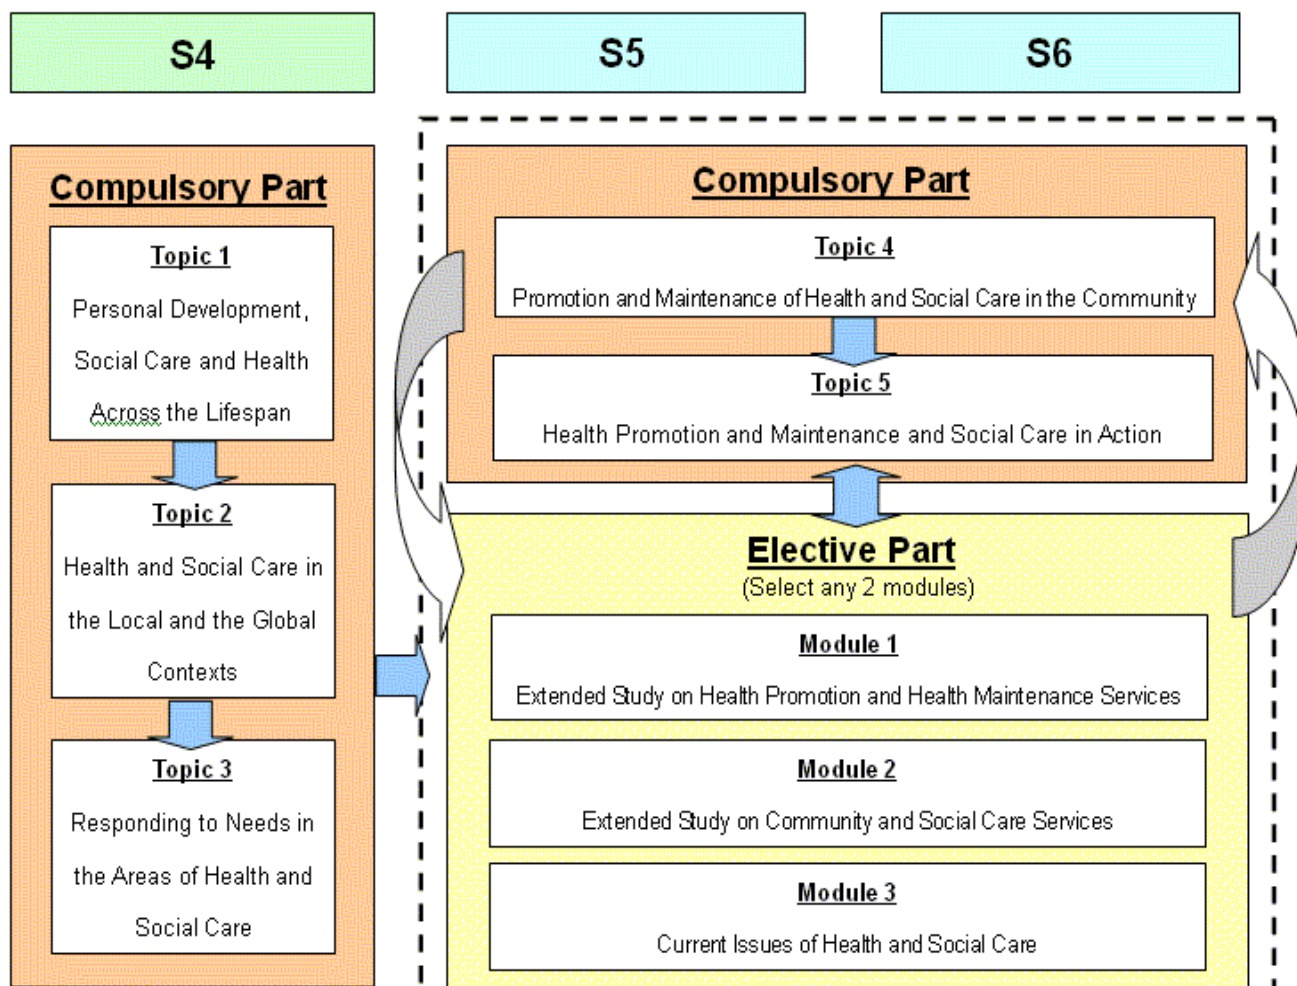 S4
S5
S6
Compulsory Part
Topic 1
Personal Development,
Social Care and Health
Across the Lifespan
Topic 2
Health and Social Care in
the Local and the Global
Contexts
Topic 3
Responding to Needs in
the Areas of Health and
Social Care
Compulsory Part
Topic 4
Promotion and Maintenance of Health and Social Care in the Community
Topic 5
Health Promotion and Maintenance and Social Care in Action
Elective Part
(Select any 2 modules)
Module 1
Extended Study on Health Promotion and Health Maintenance Services
Module 2
Extended Study on Community and Social Care Services
Module 3
Current Issues of Health and Social Care